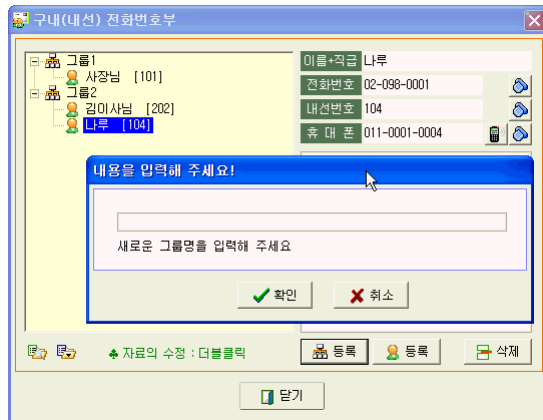 구내(내선) 전화번호부
그룹1
사장님 [101]
그룹2
김이사님 [202]
나루 [104]
이름+직급 나루
전화번호 02-098-0001
내선번호 104
휴 대 폰 011-0001-0004
내용을 입력해 주세요!
새로운 그룹명을 입력해 주세요
확인
취소
♣ 자료의 수정 : 더블클릭
등록
등록
삭제
닫기